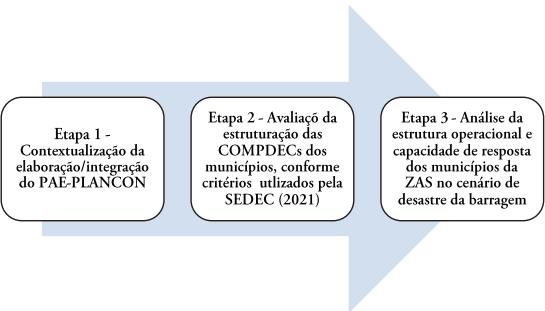 Etapa 1 -
Contextualização da
elaboração/integração
do PAE-PLANCON
Etapa 2 - Avaliaçõ da
estruturação das
COMPDECs dos
municípios, conforme
critérios utlizados pela
SEDEC (2021)
Etapa 3 - Análise da
estrutura operacional e
capacidade de resposta
dos municípios da
ZAS no cenário de
desastre da barragem